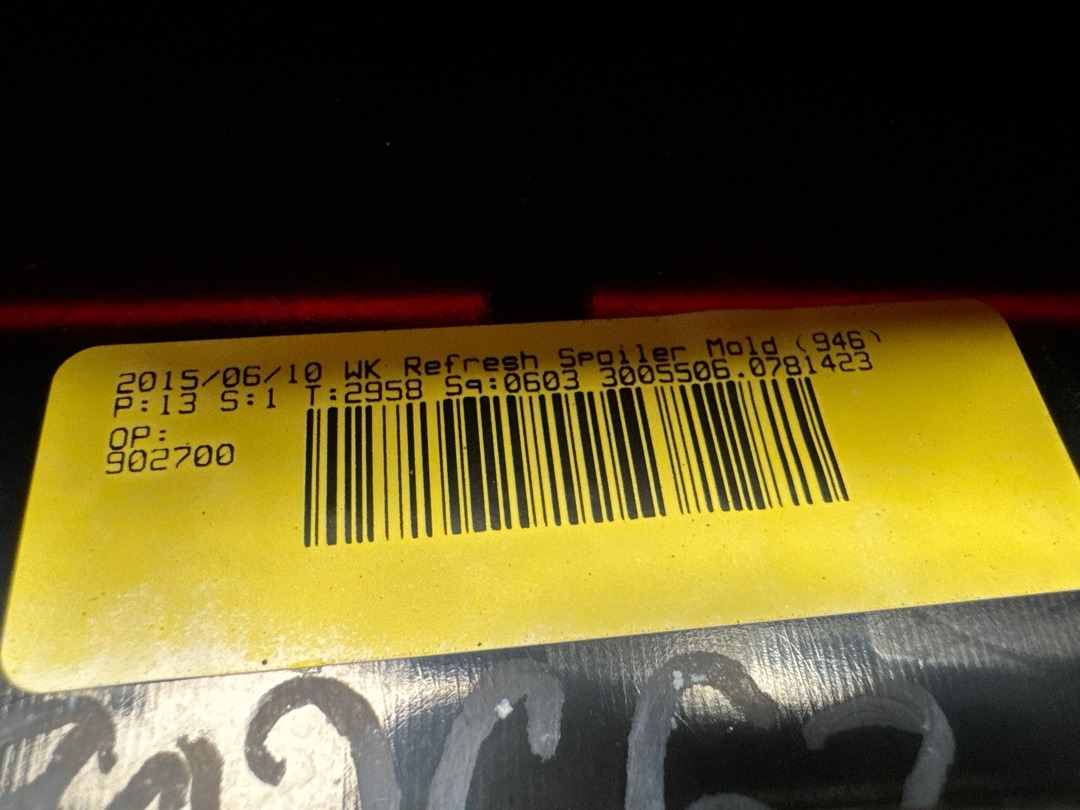 2015/06/10 WK Refresh Spoiler Mold (946)
P:13 S:1 T:2958 Sq:0603 3005506.0781423
OP:
902700